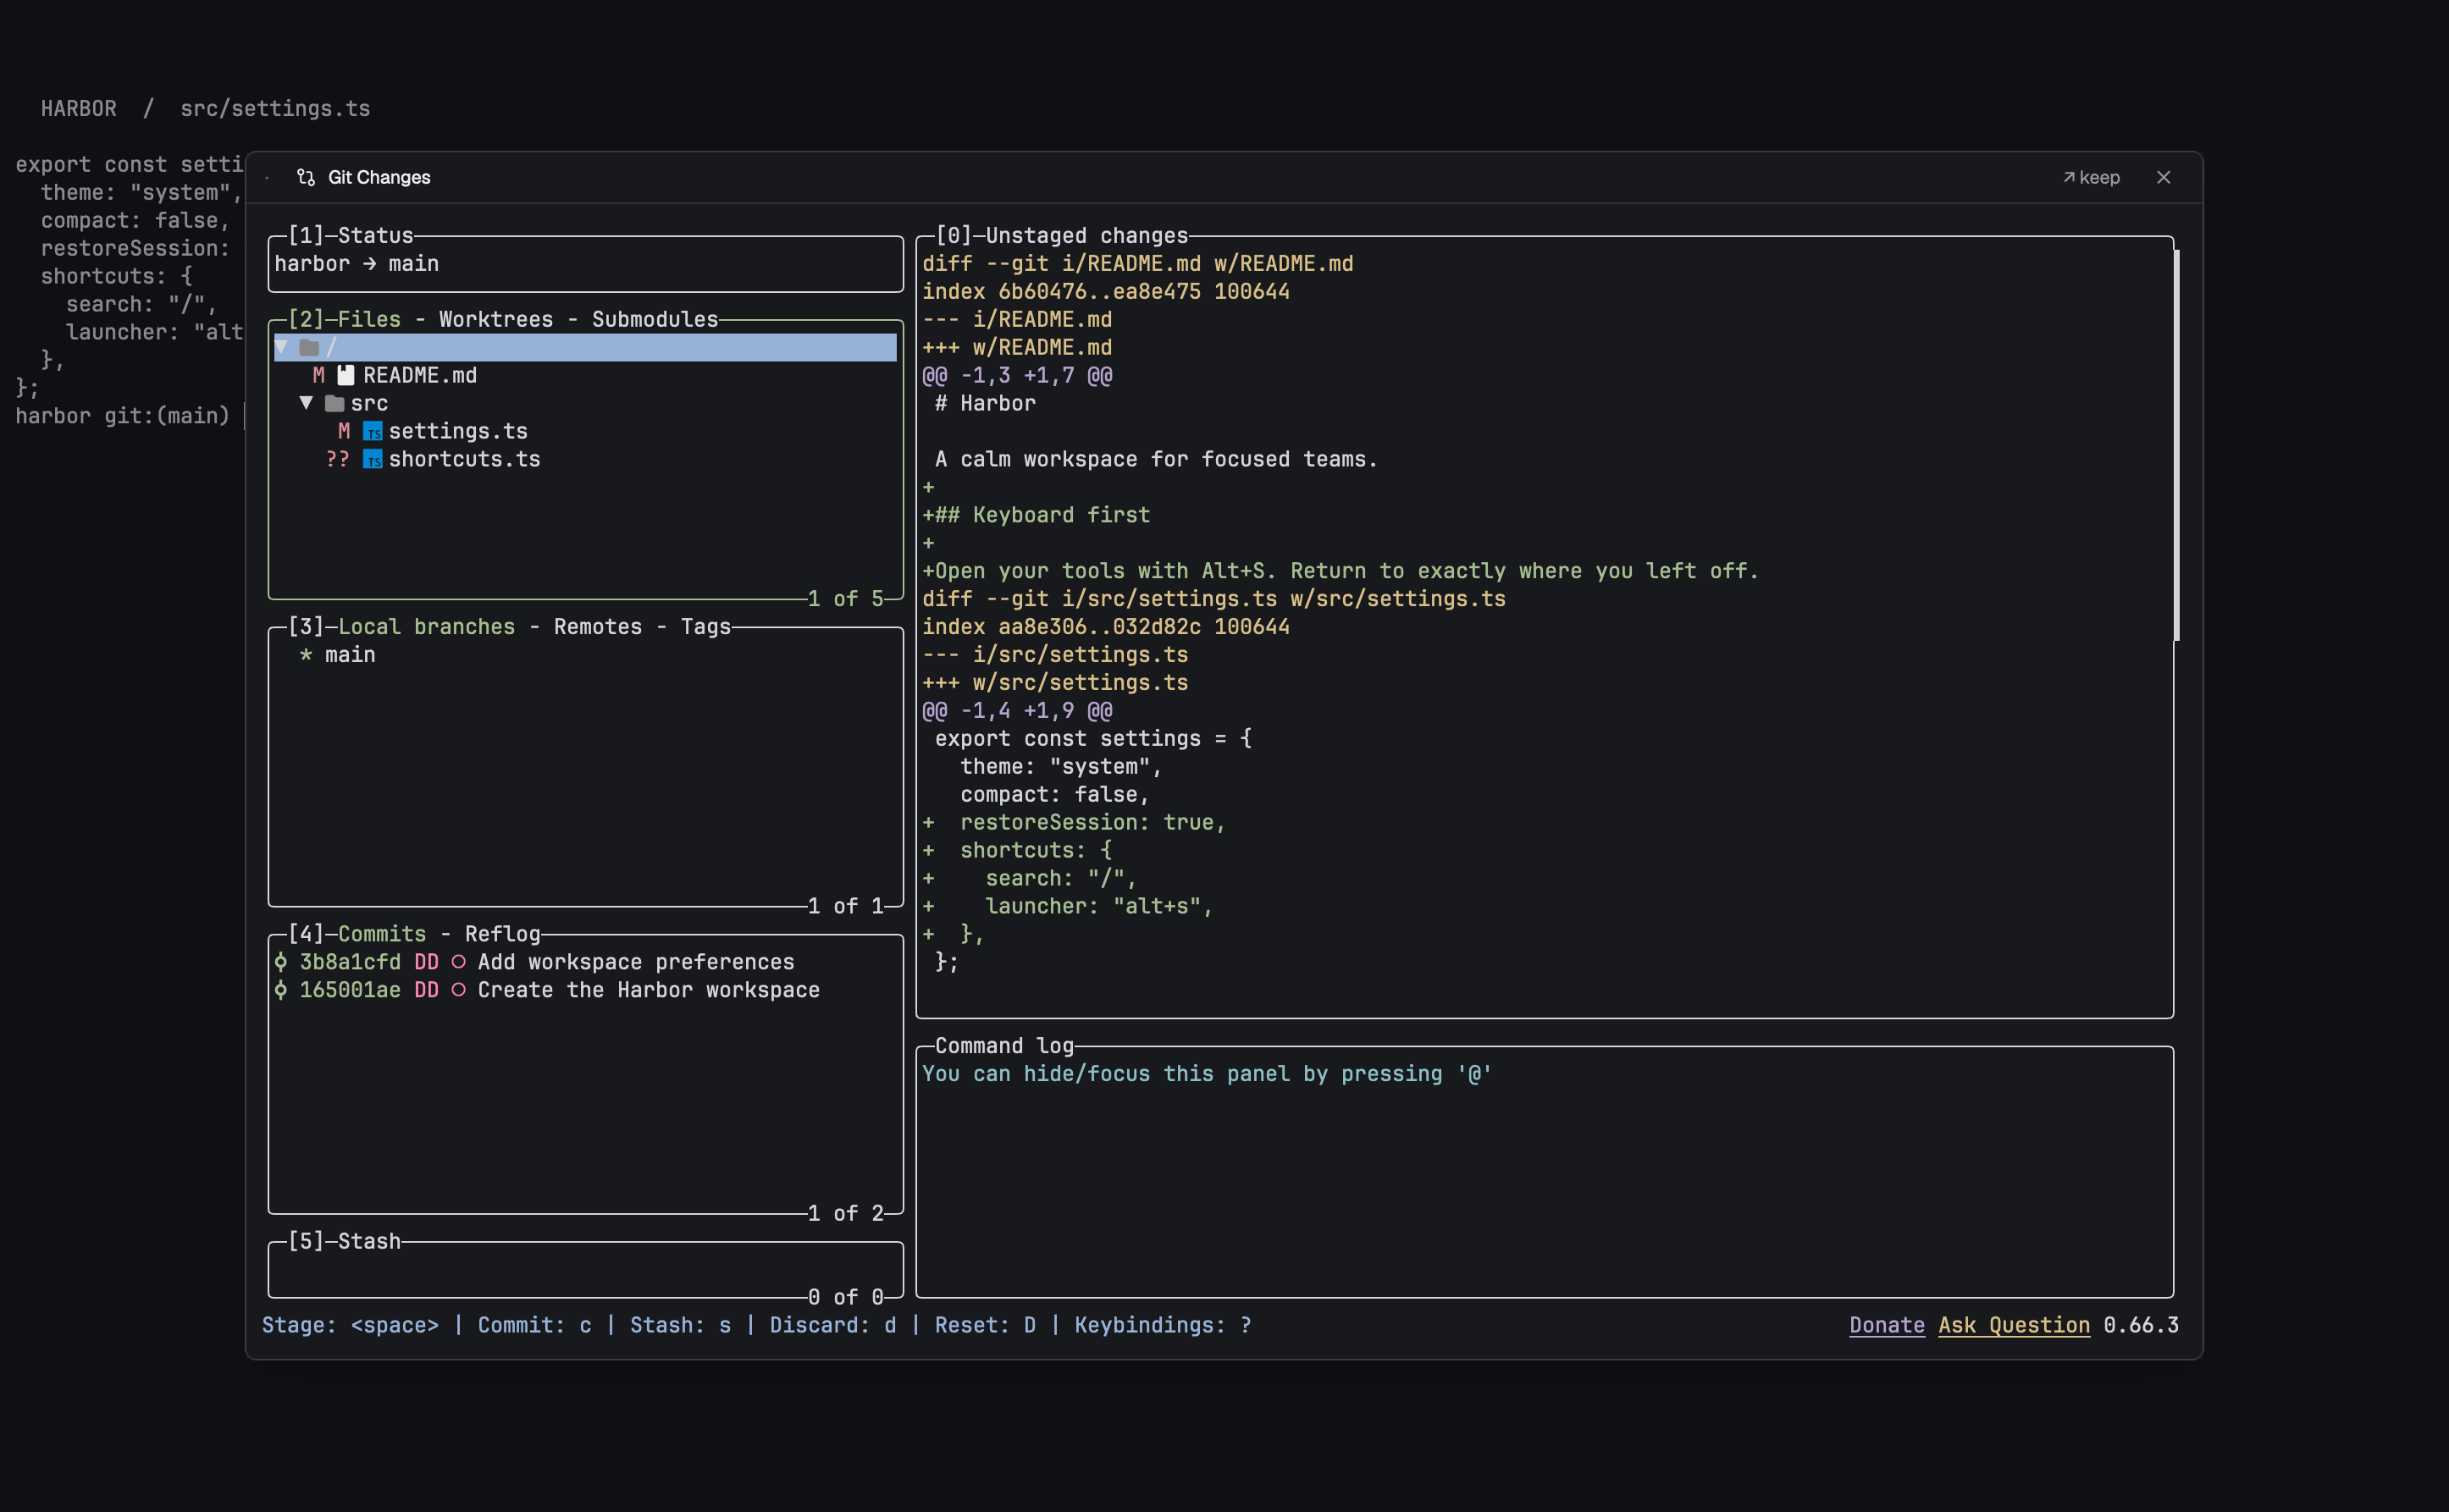 HARBOR / src/settings.ts
export const setti
  theme: "system",
  compact: false,
  restoreSession:
  shortcuts: {
    search: "/",
    launcher: "alt
  },
};
harbor git:(main)
Git Changes
keep
[1]-Status
harbor → main
[2]-Files - Worktrees - Submodules
▼ /
M README.md
▼ src
M TS settings.ts
?? TS shortcuts.ts
1 of 5
[3]-Local branches - Remotes - Tags
* main
1 of 1
[4]-Commits - Reflog
3b8a1cfd DD Add workspace preferences
165001ae DD Create the Harbor workspace
1 of 2
[5]-Stash
0 of 0
[0]-Unstaged changes
diff --git i/README.md w/README.md
index 6b60476..ea8e475 100644
--- i/README.md
+++ w/README.md
@@ -1,3 +1,7 @@
 # Harbor
 A calm workspace for focused teams.
+
+## Keyboard first
+
+Open your tools with Alt+S. Return to exactly where you left off.
diff --git i/src/settings.ts w/src/settings.ts
index aa8e306..032d82c 100644
--- i/src/settings.ts
+++ w/src/settings.ts
@@ -1,4 +1,9 @@
 export const settings = {
   theme: "system",
   compact: false,
+  restoreSession: true,
+  shortcuts: {
+    search: "/",
+    launcher: "alt+s",
+  },
 };
Command log
You can hide/focus this panel by pressing '@'
Stage: <space> | Commit: c | Stash: s | Discard: d | Reset: D | Keybindings: ?
Donate Ask Question 0.66.3